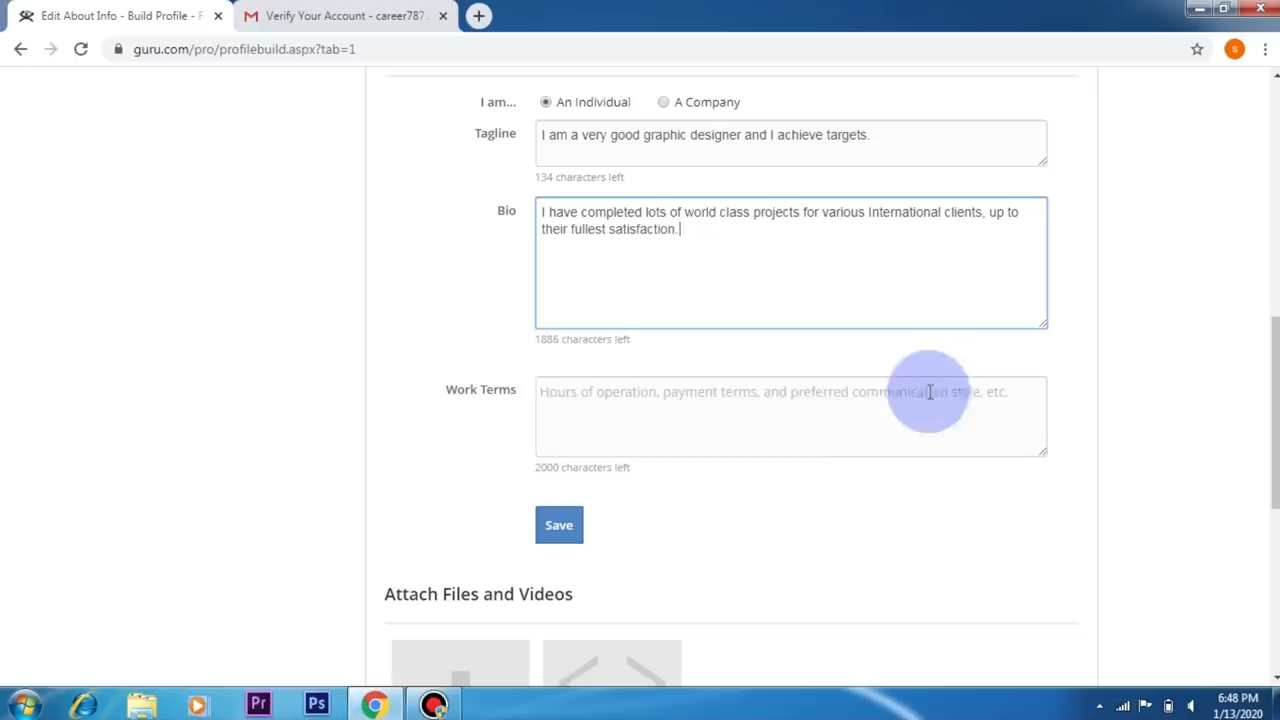 Edit About Info - Build Profile - F
Verify Your Account - career787.
guru.com/pro/profilebuild.aspx?tab=1
S
I am...
An Individual
A Company
Tagline
I am a very good graphic designer and I achieve targets.
134 characters left
Bio
I have completed lots of world class projects for various International clients, up to
their fullest satisfaction.
1886 characters left
Work Terms
Hours of operation, payment terms, and preferred communication style, etc.
2000 characters left
Save
Attach Files and Videos
Pr
Ps
6:48 PM
1/13/2020